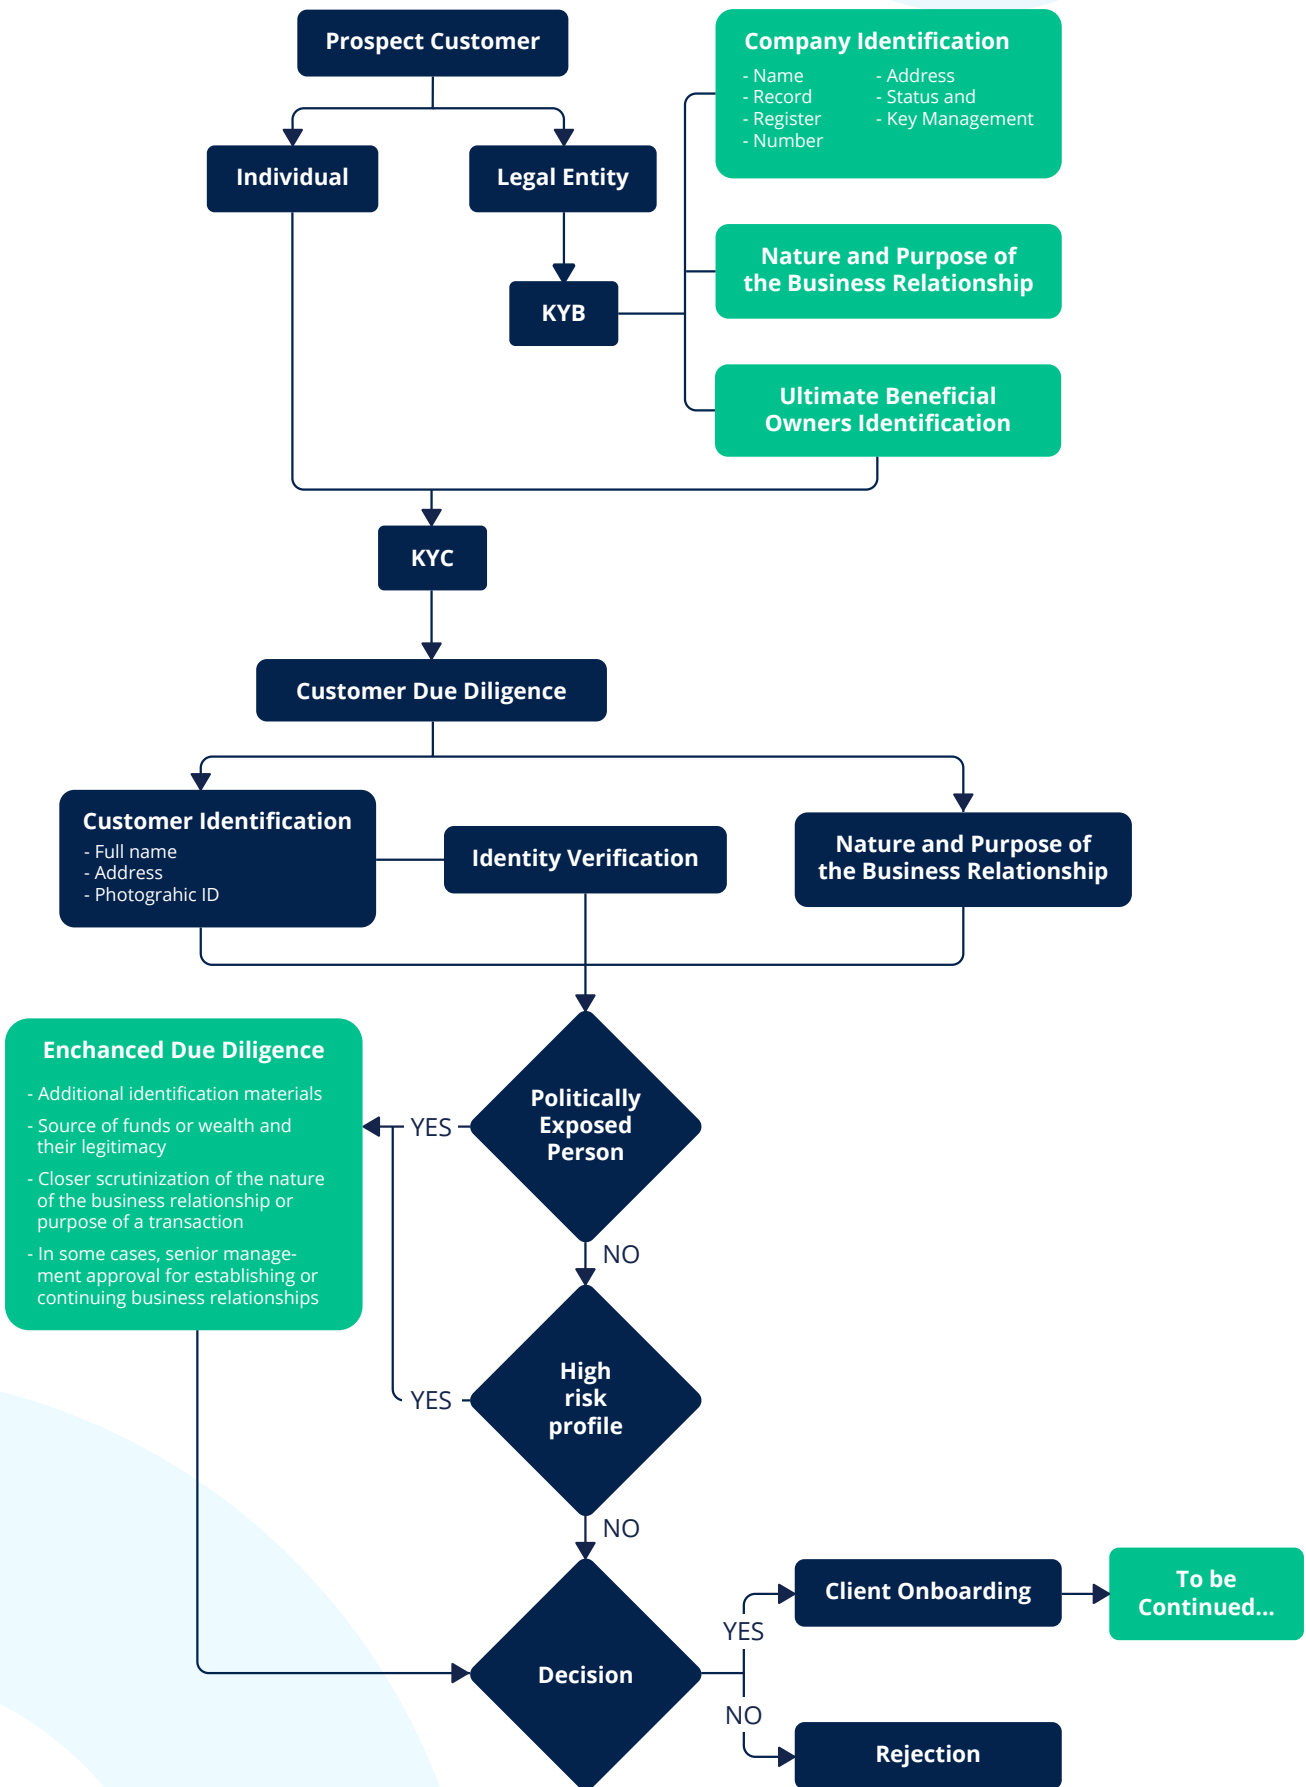 Prospect Customer
Company Identification
- Name
- Record
- Register
- Number
- Address
- Status and
- Key Management
Individual
Legal Entity
Nature and Purpose of
the Business Relationship
KYB
Ultimate Beneficial
Owners Identification
KYC
Customer Due Diligence
Customer Identification
- Full name
- Address
- Photograhic ID
Identity Verification
Nature and Purpose of
the Business Relationship
Enchanced Due Diligence
- Additional identification materials
- Source of funds or wealth and
their legitimacy
- Closer scrutinization of the nature
of the business relationship or
purpose of a transaction
- In some cases, senior manage-
ment approval for establishing or
continuing business relationships
YES
Politically
Exposed
Person
NO
YES
High
risk
profile
NO
Decision
YES
Client Onboarding
To be
Continued...
NO
Rejection